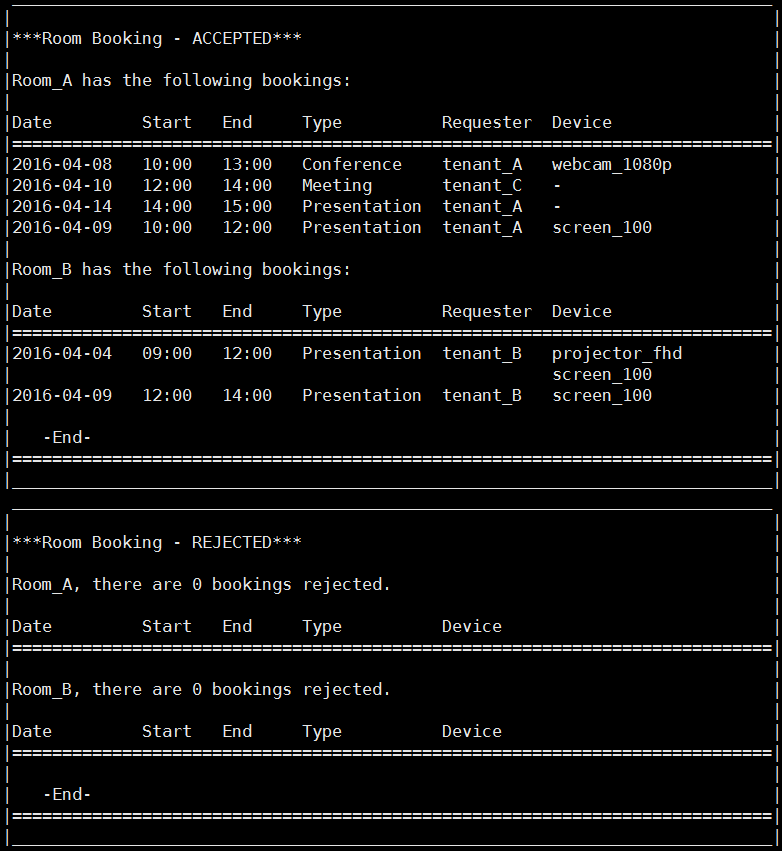 ***Room Booking - ACCEPTED***
Room_A has the following bookings:
Date         Start   End     Type          Requester  Device
============================================================================
2016-04-08   10:00   13:00   Conference    tenant_A   webcam_1080p
2016-04-10   12:00   14:00   Meeting       tenant_C   -
2016-04-14   14:00   15:00   Presentation  tenant_A   -
2016-04-09   10:00   12:00   Presentation  tenant_A   screen_100
Room_B has the following bookings:
Date         Start   End     Type          Requester  Device
============================================================================
2016-04-04   09:00   12:00   Presentation  tenant_B   projector_fhd
                                                      screen_100
2016-04-09   12:00   14:00   Presentation  tenant_B   screen_100
   -End-
============================================================================
***Room Booking - REJECTED***
Room_A, there are 0 bookings rejected.
Date         Start   End     Type          Device
============================================================================
Room_B, there are 0 bookings rejected.
Date         Start   End     Type          Device
============================================================================
   -End-
============================================================================